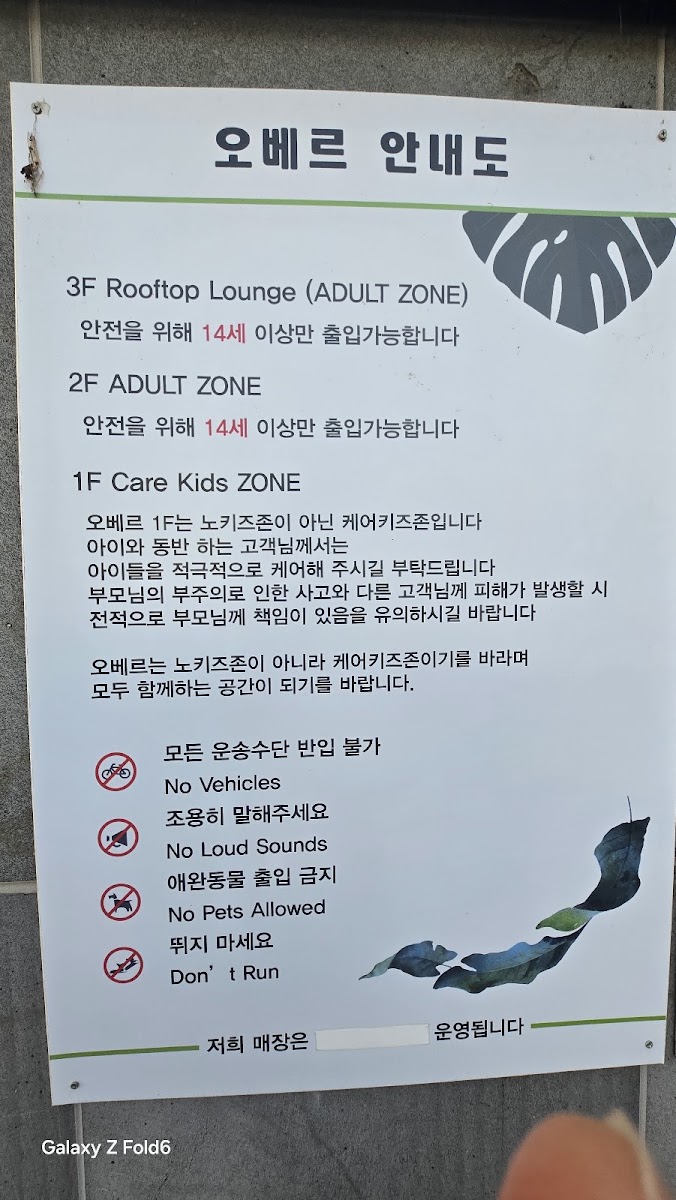 오베르 안내도
3F Rooftop Lounge (ADULT ZONE)
안전을 위해 14세 이상만 출입가능합니다
2F ADULT ZONE
안전을 위해 14세 이상만 출입가능합니다
1F Care Kids ZONE
오베르 1F는 노키즈존이 아닌 케어키즈존입니다
아이와 동반 하는 고객님께서는
아이들을 적극적으로 케어해 주시길 부탁드립니다
부모님의 부주의로 인한 사고와 다른 고객님께 피해가 발생할 시
전적으로 부모님께 책임이 있음을 유의하시길 바랍니다
오베르는 노키즈존이 아니라 케어키즈존이기를 바라며
모두 함께하는 공간이 되기를 바랍니다.
모든 운송수단 반입 불가
No Vehicles
조용히 말해주세요
No Loud Sounds
애완동물 출입 금지
No Pets Allowed
뛰지 마세요
Don't Run
저희 매장은 운영됩니다
Galaxy Z Fold6